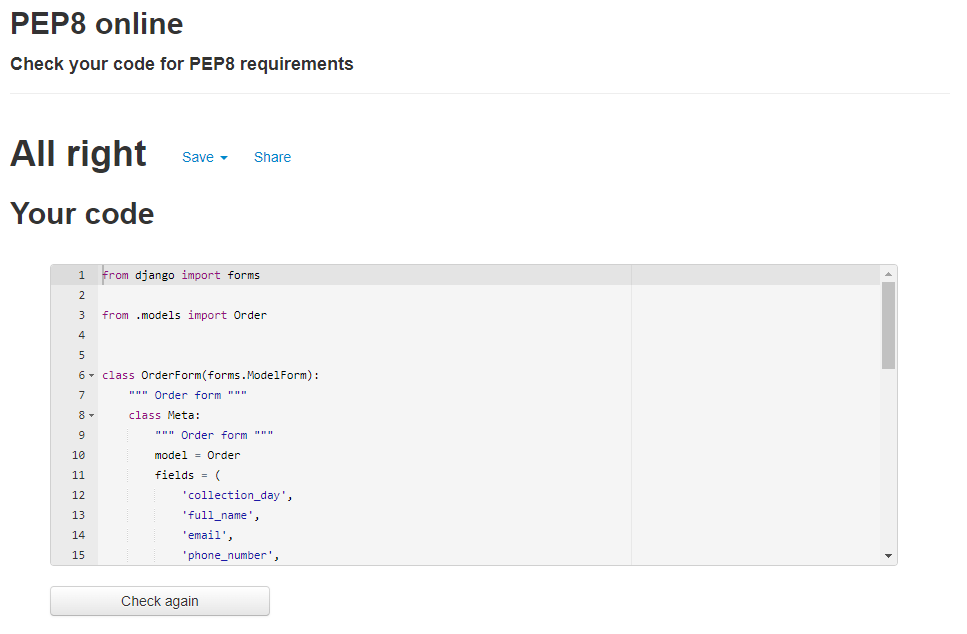 PEP8 online
Check your code for PEP8 requirements
All right Save Share
Your code
1 from django import forms
2
3 from .models import Order
4
5
6 class OrderForm(forms.ModelForm):
7 """ Order form """
8 class Meta:
9 """ Order form """
10 model = Order
11 fields = (
12 'collection_day',
13 'full_name',
14 'email',
15 'phone_number',
Check again